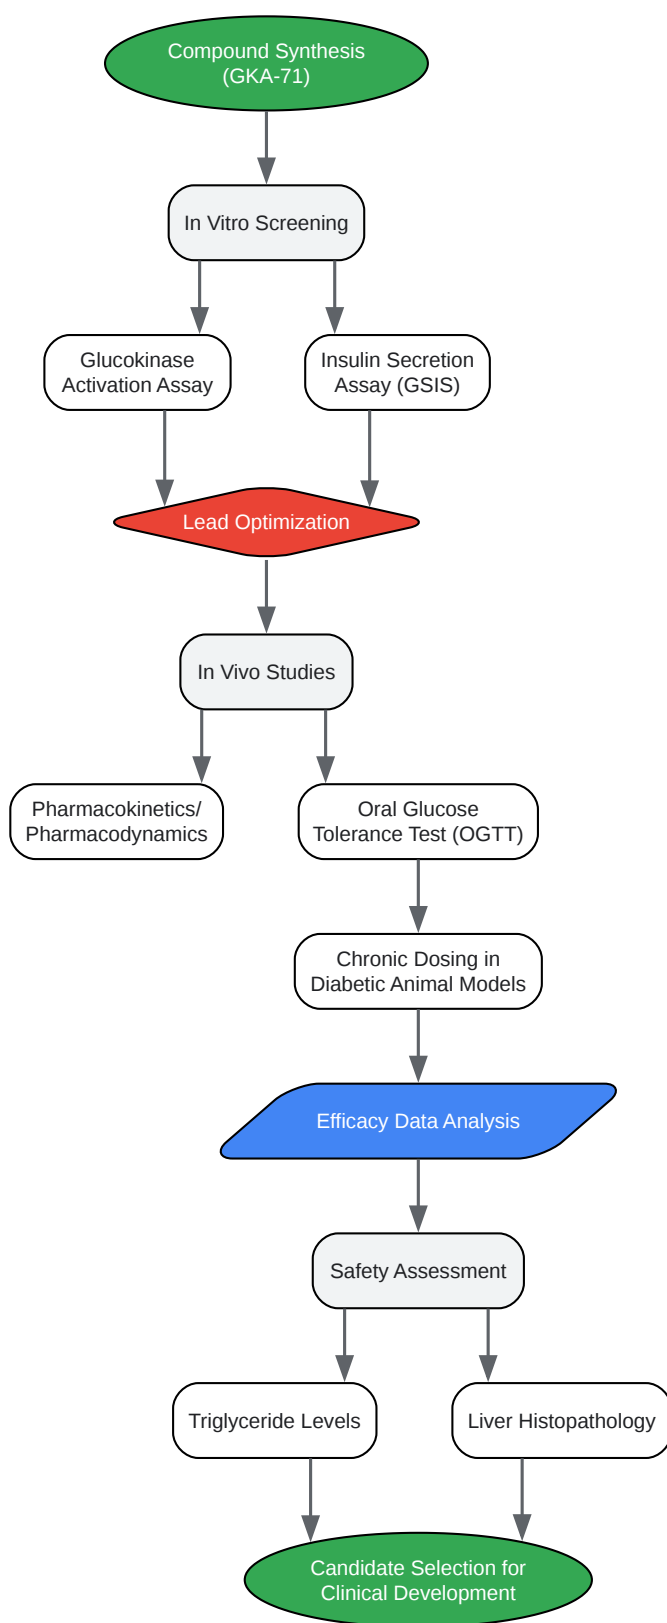 Compound Synthesis
(GKA-71)
In Vitro Screening
Glucokinase
Activation Assay
Insulin Secretion
Assay (GSIS)
Lead Optimization
In Vivo Studies
Pharmacokinetics/
Pharmacodynamics
Oral Glucose
Tolerance Test (OGTT)
Chronic Dosing in
Diabetic Animal Models
Efficacy Data Analysis
Safety Assessment
Triglyceride Levels
Liver Histopathology
Candidate Selection for
Clinical Development